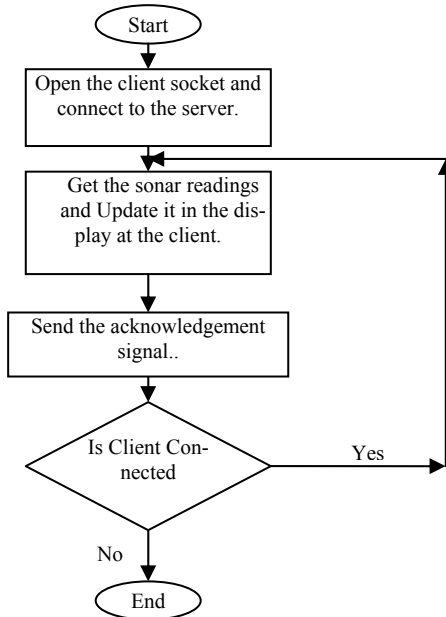 Start
Open the client socket and
connect to the server.
Get the sonar readings
and Update it in the dis-
play at the client.
Send the acknowledgement
signal..
Is Client Con-
nected
Yes
No
End